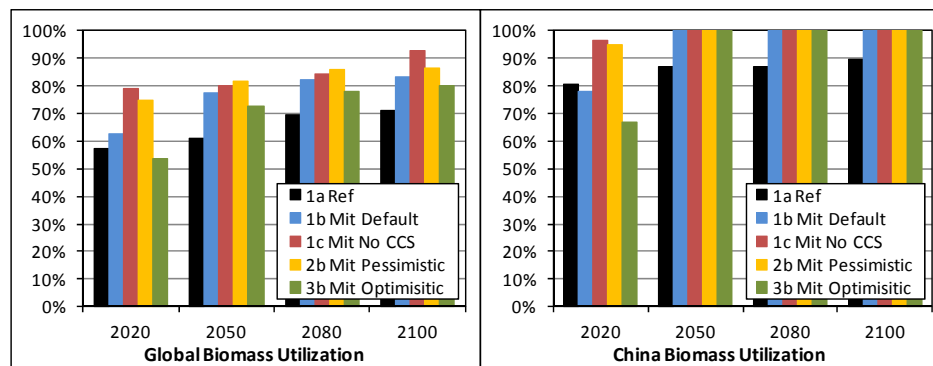 100%
90%
80%
70%
60%
50%
40%
30%
20%
10%
0%
1a Ref
1b Mit Default
1c Mit No CCS
2b Mit Pessimistic
3b Mit Optimisitic
2020 2050 2080 2100
Global Biomass Utilization
100%
90%
80%
70%
60%
50%
40%
30%
20%
10%
0%
1a Ref
1b Mit Default
1c Mit No CCS
2b Mit Pessimistic
3b Mit Optimisitic
2020 2050 2080 2100
China Biomass Utilization